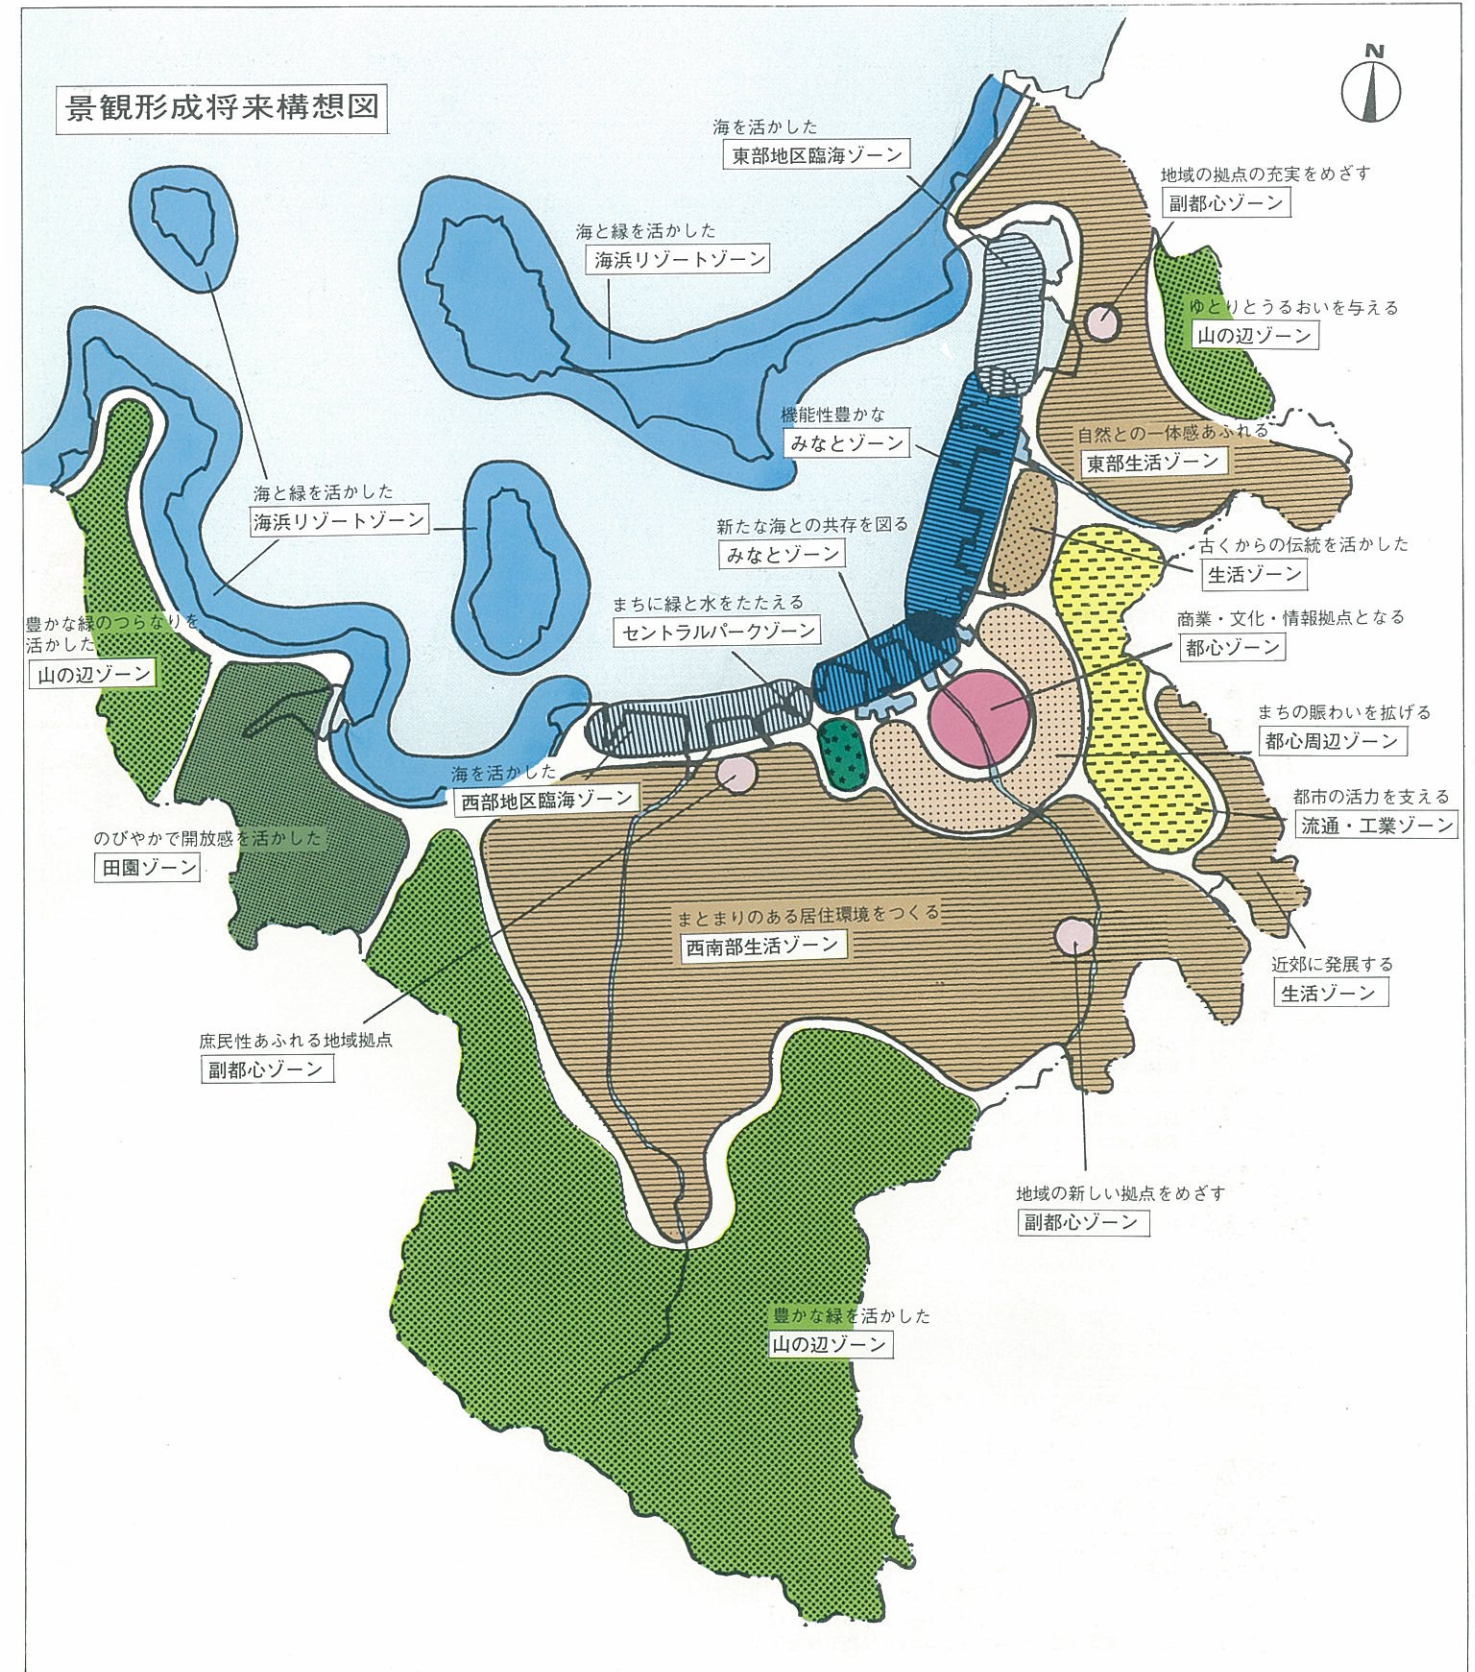 景観形成将来構想図
N
海を活かした
東部地区臨海ゾーン
地域の拠点の充実をめざす
副都心ゾーン
海と緑を活かした
海浜リゾートゾーン
ゆとりとうるおいを与える
山の辺ゾーン
機能性豊かな
みなとゾーン
自然との一体感あふれる
東部生活ゾーン
海と緑を活かした
海浜リゾートゾーン
新たな海との共存を図る
みなとゾーン
古くからの伝統を活かした
生活ゾーン
まちに緑と水をたたえる
セントラルパークゾーン
商業・文化・情報拠点となる
都心ゾーン
豊かな緑のつらなりを
活かした
山の辺ゾーン
まちの賑わいを拡げる
都心周辺ゾーン
海を活かした
西部地区臨海ゾーン
都市の活力を支える
流通・工業ゾーン
のびやかで開放感を活かした
田園ゾーン
まとまりのある居住環境をつくる
西南部生活ゾーン
近郊に発展する
生活ゾーン
庶民性あふれる地域拠点
副都心ゾーン
地域の新しい拠点をめざす
副都心ゾーン
豊かな緑を活かした
山の辺ゾーン